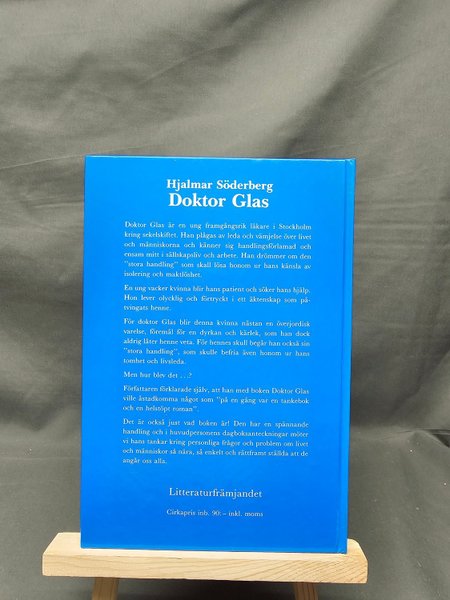 Hjalmar Söderberg
Doktor Glas
Doktor Glas är en ung framgångsrik läkare i Stockholm
kring sekelskiftet. Han plågas av leda och vämjelse över livet
och människorna och känner sig handlingsförlamad och
ensam mitt i sällskapsliv och arbete. Han drömmer om den
"stora handling" som skall lösa honom ur hans känsla av
isolering och maktlöshet.
En ung vacker kvinna blir hans patient och söker hans hjälp.
Hon lever olycklig och förtryckt i ett äktenskap som på-
tvingats henne.
För doktor Glas blir denna kvinna nästan en överjordisk
varelse, föremål för en dyrkan och kärlek, som han dock
aldrig låter henne veta. För hennes skull begår han också sin
"stora handling", som skulle befria även honom ur hans
tomhet och livsleda.
Men hur blev det ...?
Författaren förklarade själv, att han med boken Doktor Glas
ville åstadkomma något som "på en gång var en tankebok
och en helstöpt roman".
Det är också just vad boken är! Den har en spännande
handling och i huvudpersonens dagboksanteckningar möter
vi hans tankar kring personliga frågor och problem om livet
och människor så nära, så enkelt och rättframt ställda att de
angår oss alla.
Litteraturfrämjandet
Cirkapris inb. 90:– inkl. moms